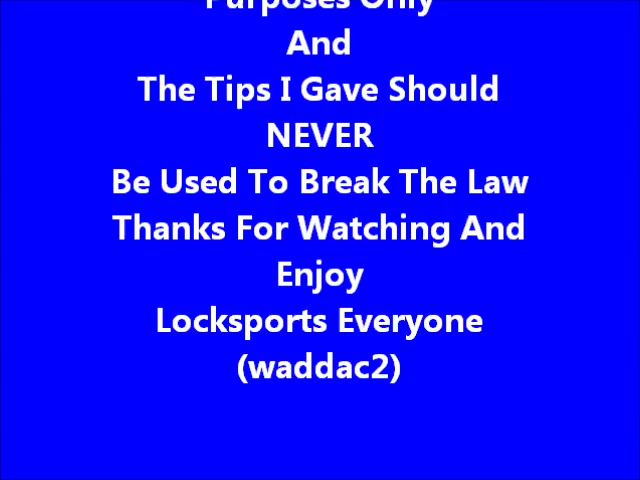 Purposes Only
And
The Tips I Gave Should
NEVER
Be Used To Break The Law
Thanks For Watching And
Enjoy
Locksports Everyone
(waddac2)